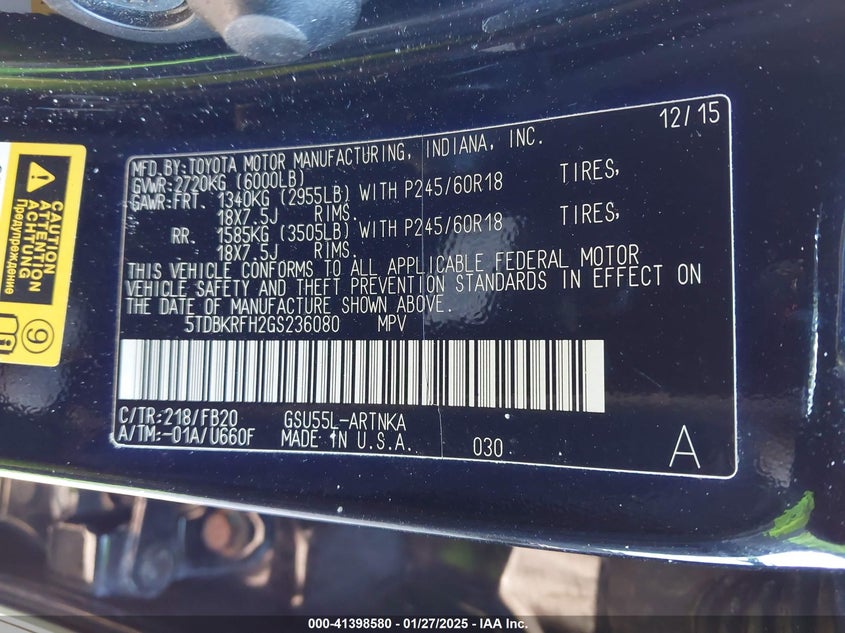 12/15
MFD.BY:TOYOTA MOTOR MANUFACTURING, INDIANA, INC.
GVWR:2720KG (6000LB)
GAWR:FRT. 1340KG (2955LB) WITH P245/60R18 TIRES,
18X7.5J RIMS.
RR. 1585KG (3505LB) WITH P245/60R18 TIRES,
18X7.5J RIMS.
THIS VEHICLE CONFORMS TO ALL APPLICABLE FEDERAL MOTOR
VEHICLE SAFETY AND THEFT PREVENTION STANDARDS IN EFFECT ON
THE DATE OF MANUFACTURE SHOWN ABOVE.
5TDBKRFH2GS236080 MPV
C/TR:218/FB20 GSU55L-ARTNKA
A/TM:-01A/U660F MADE IN U.S.A. 030 A
CAUTION
ATTENTION
ACHTUNG
Предупреждение
9
000-41398580 - 01/27/2025 - IAA Inc.